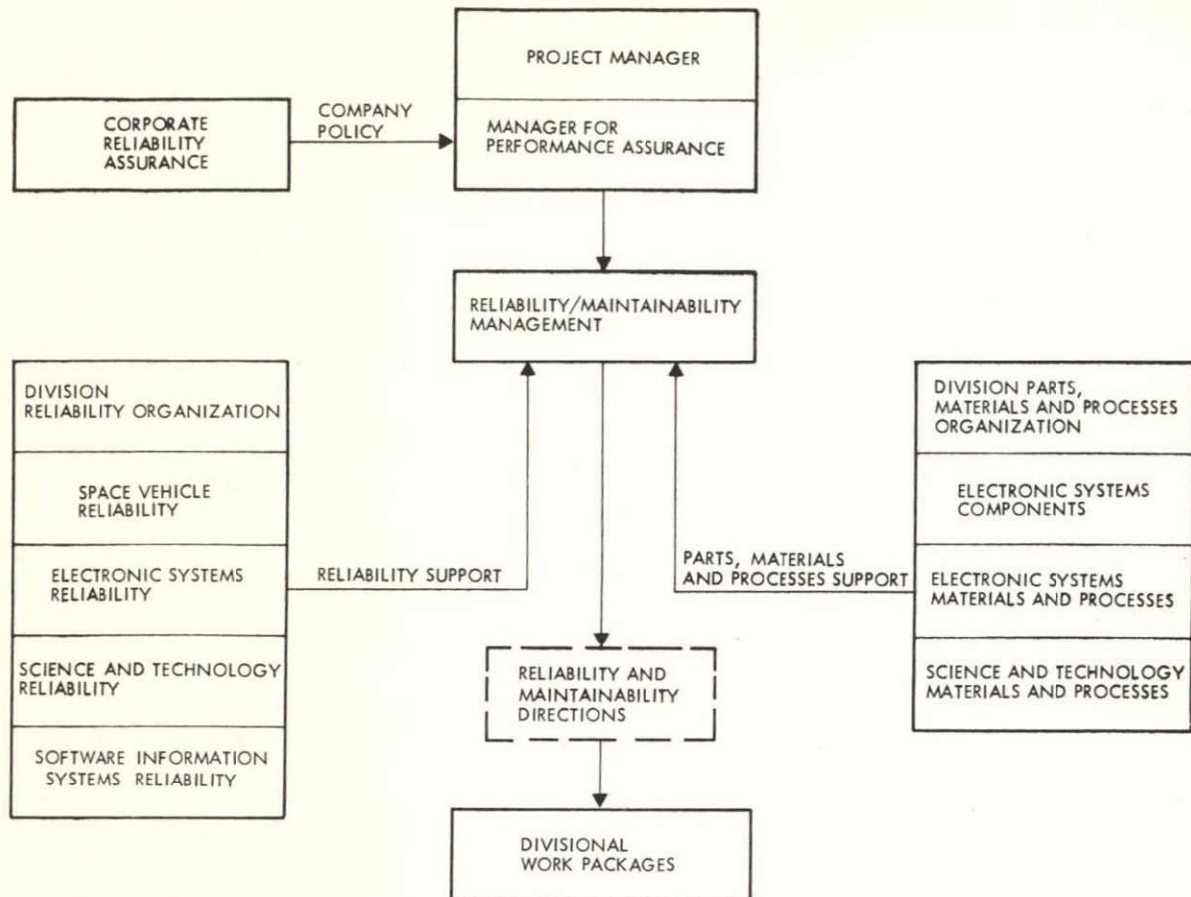 PROJECT MANAGER
CORPORATE
RELIABILITY
ASSURANCE
COMPANY
POLICY
MANAGER FOR
PERFORMANCE ASSURANCE
RELIABILITY/MAINTAINABILITY
MANAGEMENT
DIVISION
RELIABILITY ORGANIZATION
SPACE VEHICLE
RELIABILITY
ELECTRONIC SYSTEMS
RELIABILITY
SCIENCE AND TECHNOLOGY
RELIABILITY
SOFTWARE INFORMATION
SYSTEMS RELIABILITY
RELIABILITY SUPPORT
PARTS, MATERIALS
AND PROCESSES SUPPORT
DIVISION PARTS,
MATERIALS AND PROCESSES
ORGANIZATION
ELECTRONIC SYSTEMS
COMPONENTS
ELECTRONIC SYSTEMS
MATERIALS AND PROCESSES
SCIENCE AND TECHNOLOGY
MATERIALS AND PROCESSES
RELIABILITY AND
MAINTAINABILITY
DIRECTIONS
DIVISIONAL
WORK PACKAGES